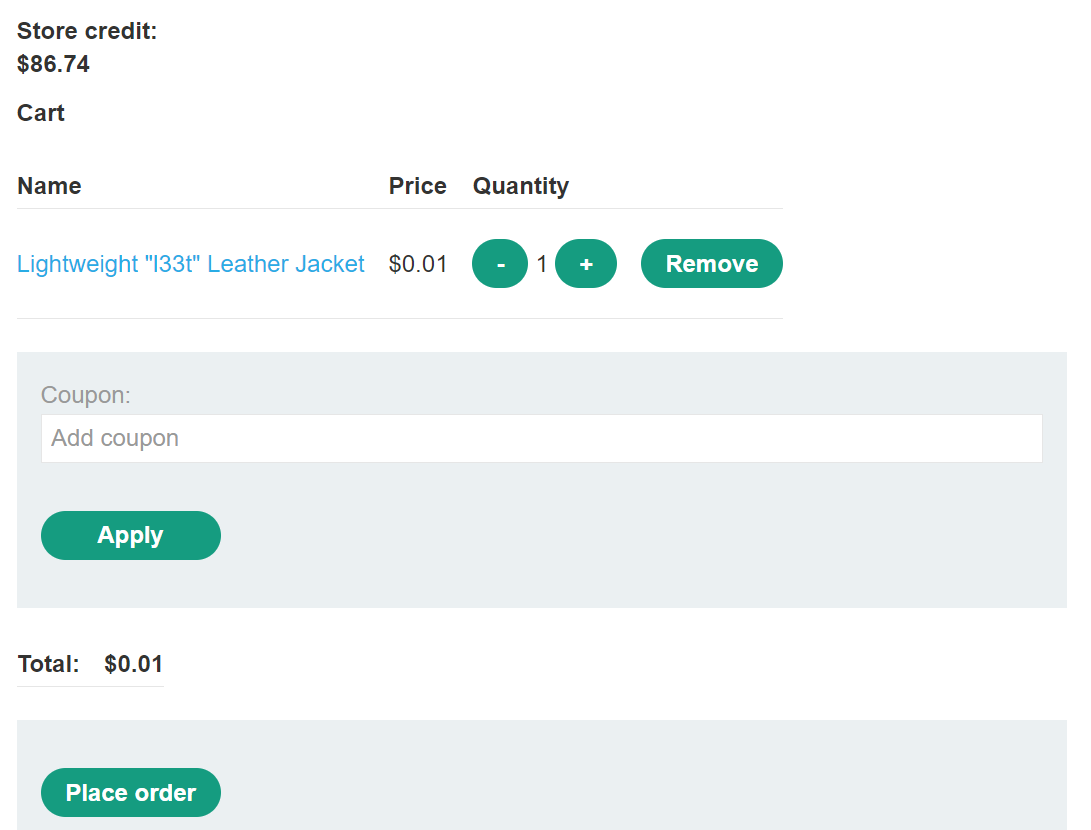 Store credit:
$86.74
Cart
Name Price Quantity
Lightweight "l33t" Leather Jacket $0.01 - 1 + Remove
Coupon:
Add coupon
Apply
Total: $0.01
Place order